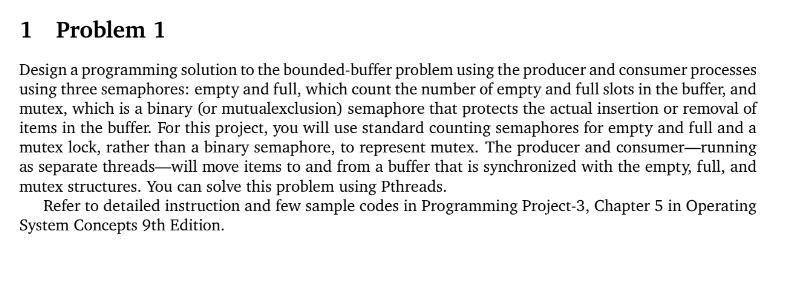 1 Problem 1
Design a programming solution to the bounded-buffer problem using the producer and consumer processes
using three semaphores: empty and full, which count the number of empty and full slots in the buffer, and
mutex, which is a binary (or mutualexclusion) semaphore that protects the actual insertion or removal of
items in the buffer. For this project, you will use standard counting semaphores for empty and full and a
mutex lock, rather than a binary semaphore, to represent mutex. The producer and consumer—running
as separate threads—will move items to and from a buffer that is synchronized with the empty, full, and
mutex structures. You can solve this problem using Pthreads.
Refer to detailed instruction and few sample codes in Programming Project-3, Chapter 5 in Operating
System Concepts 9th Edition.